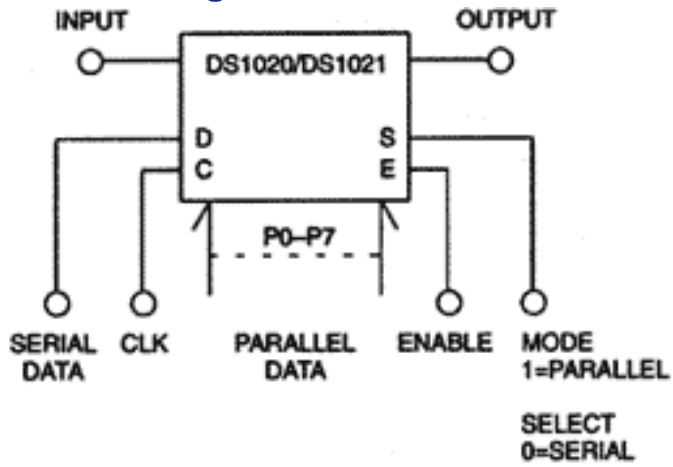 INPUT
OUTPUT
DS1020/DS1021
D
S
C
E
P0–P7
SERIAL DATA
CLK
PARALLEL DATA
ENABLE
MODE
1=PARALLEL
SELECT
0=SERIAL